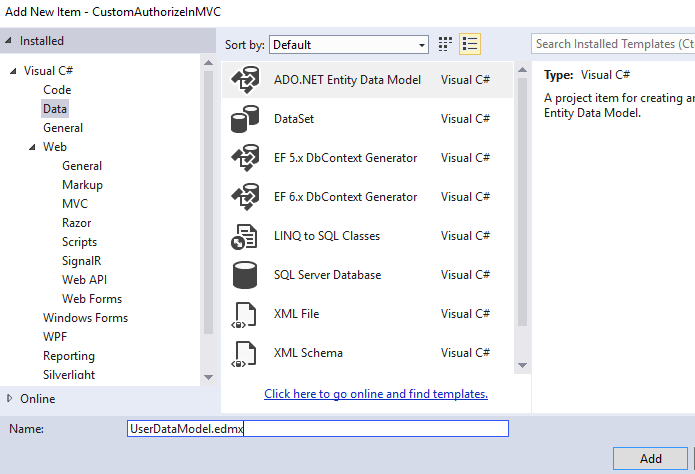 Add New Item - CustomAuthorizeInMVC
Installed
Visual C#
Code
Data
General
Web
General
Markup
MVC
Razor
Scripts
SignalR
Web API
Web Forms
Windows Forms
WPF
Reporting
Silverlight
Online
Sort by: Default
ADO.NET Entity Data Model Visual C#
DataSet Visual C#
EF 5.x DbContext Generator Visual C#
EF 6.x DbContext Generator Visual C#
LINQ to SQL Classes Visual C#
SQL Server Database Visual C#
XML File Visual C#
XML Schema Visual C#
Click here to go online and find templates.
Search Installed Templates (Ct
Type: Visual C#
A project item for creating an
Entity Data Model.
Name: UserDataModel.edmx
Add